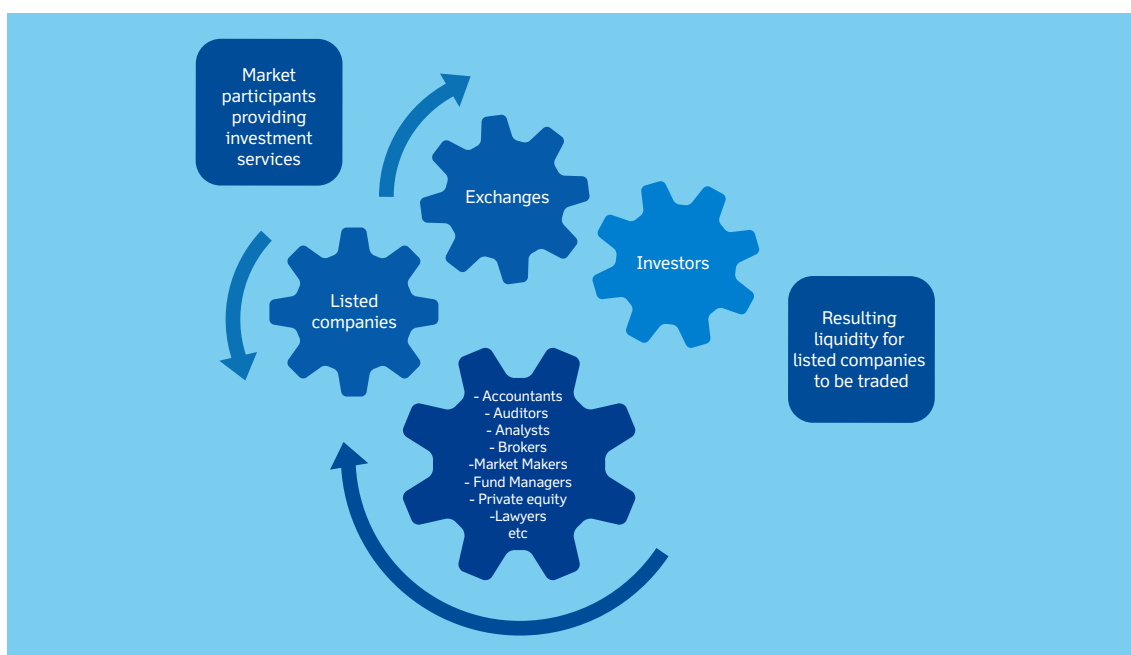 Market
participants
providing
investment
services
Exchanges
Investors
Listed
companies
Resulting
liquidity for
listed companies
to be traded
- Accountants
- Auditors
- Analysts
- Brokers
-Market Makers
- Fund Managers
- Private equity
-Lawyers
etc